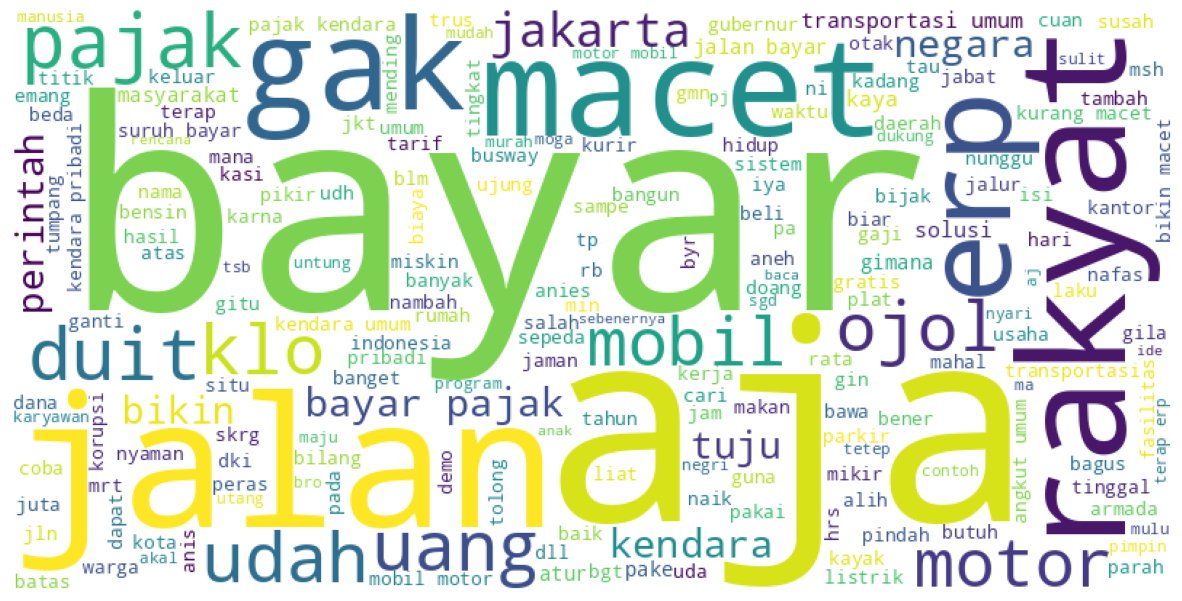 manusia
pajak
pajak kendara
trus
mudah
jakarta
motor mobil
gubernur
jalan bayar
transportasi umum
otak
cuan
susah
negara
sulit
titik
keluar
gak
mending
tingkat
macet
gmn
pj
ni
kadang
tau
jabat
msh
emang
masyarakat
beda
terap
suruh bayar
rencana
jkt
umum
tarif
murah
moga
busway
kurir
waktu
kaya
daerah
dukung
hidup
tambah
kurang macet
erp
rakyat
perintah
tumpang
kendara pribadi
mana
kasi
nama
bensin
hasil
atas
pikir
karna
udh
blm
biaya
ujung
bangun
sampe
sistem
iya
beli
pa
bijak
biar
gaji
nunggu
jalur
isi
solusi
hari
kantor
bikin macet
bayar
tsb
untung
miskin
banyak
tp
rb
byr
aneh
baca
doang
sgd
gratis
plat
gimana
aj
nafas
laku
gitu
nambah
rumah
anies
min
ganti
kendara umum
indonesia
salah
sebenernya
sepeda
mobil
ojol
nyari
usaha
gila
ide
duit
klo
pribadi
jaman
rata
mahal
transportasi
situ
banget
program
kerja
gin
ma
fasilitas
terap erp
dana
karyawan
korupsi
bikin
bayar pajak
tahun
cari
jam
makan
bawa
bener
parkir
tetep
angkut umum
bagus
skrg
maju
bilang
anak
tuju
coba
nyaman
dki
demo
liat
negri
guna
mikir
contoh
tinggal
juta
mrt
peras
utang
bro
pada
tolong
naik
pakai
alih
armada
jalan
aja
jln
dapat
kota
akal
anis
udah
uang
baik
dll
kendara
hrs
pindah
butuh
mulu
warga
batas
mobil motor
atur
bgt
pake
uda
kayak
listrik
motor
pimpin
parah